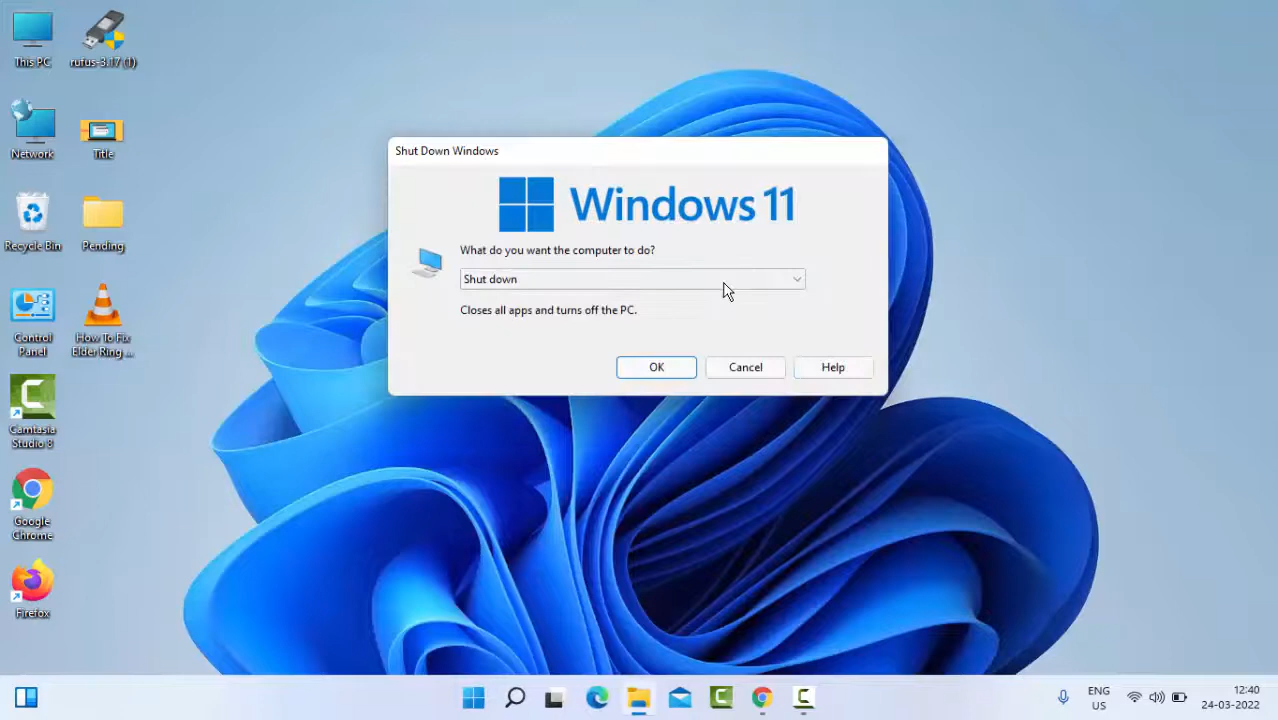 This PC
rufus-3.17 (1)
Network
Title
Recycle Bin
Pending
Control
Panel
How To Fix
Elder Ring ...
Camtasia
Studio 8
Google
Chrome
Firefox
Shut Down Windows
Windows 11
What do you want the computer to do?
Shut down
Closes all apps and turns off the PC.
OK
Cancel
Help
ENG
US
12:40
24-03-2022